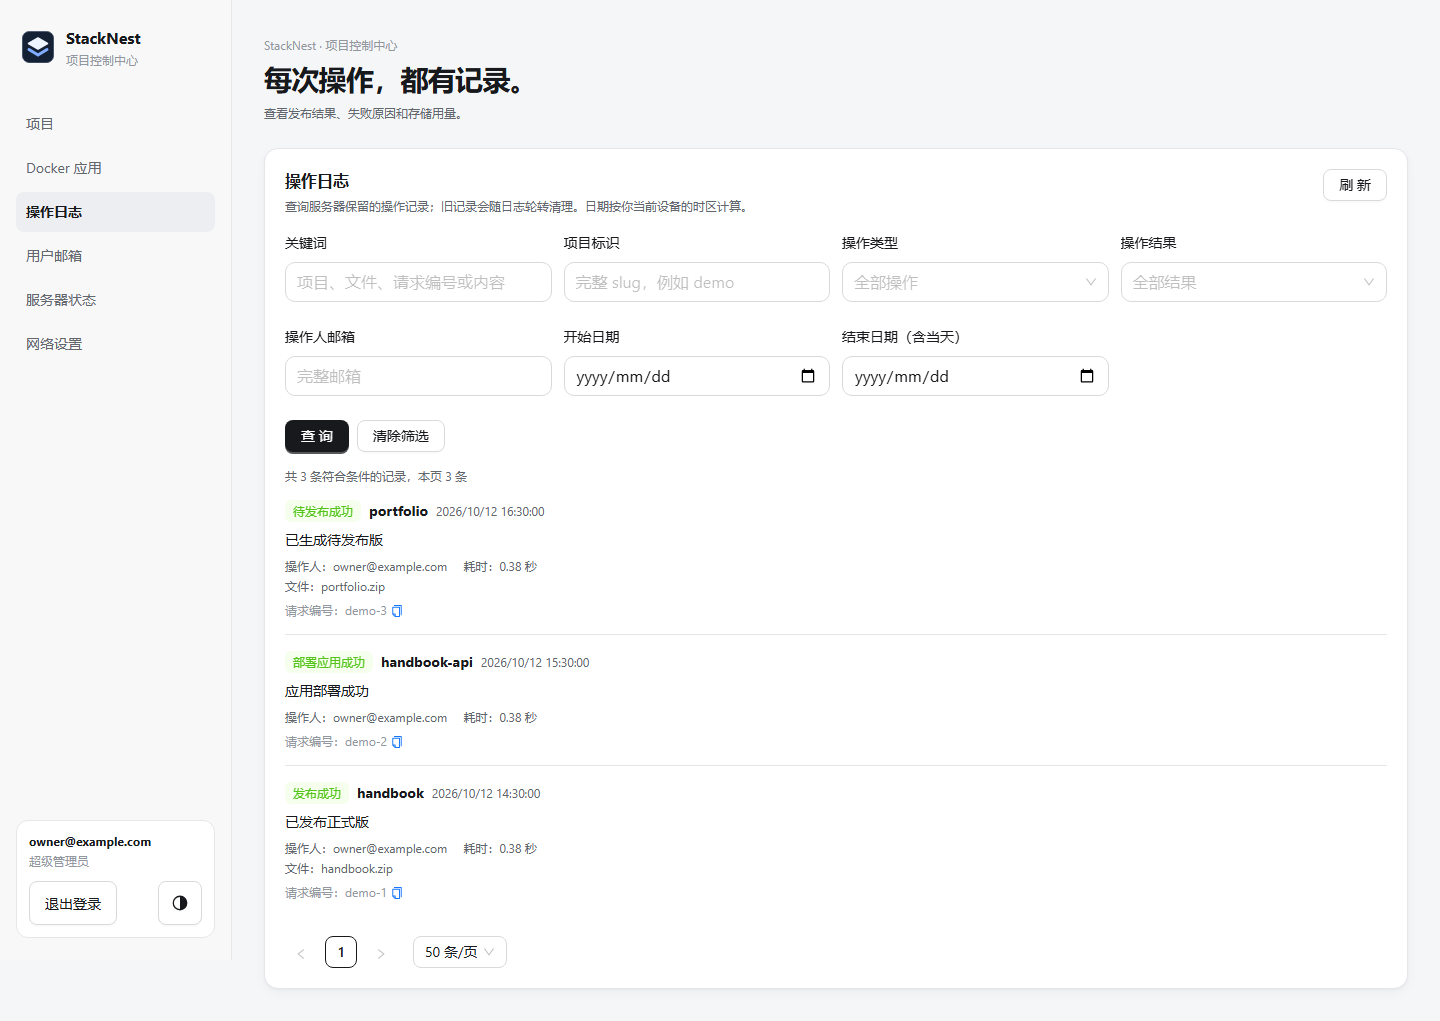 StackNest
项目控制中心
项目
Docker 应用
操作日志
用户邮箱
服务器状态
网络设置
owner@example.com
超级管理员
退出登录
StackNest · 项目控制中心
每次操作，都有记录。
查看发布结果、失败原因和存储用量。
操作日志
刷 新
查询服务器保留的操作记录；旧记录会随日志轮转清理。日期按你当前设备的时区计算。
关键词 项目标识 操作类型 操作结果
项目、文件、请求编号或内容 完整 slug，例如 demo 全部操作 全部结果
操作人邮箱 开始日期 结束日期（含当天）
完整邮箱 yyyy/mm/dd yyyy/mm/dd
查 询 清除筛选
共 3 条符合条件的记录，本页 3 条
待发布成功 portfolio 2026/10/12 16:30:00
已生成待发布版
操作人：owner@example.com 耗时：0.38 秒
文件：portfolio.zip
请求编号：demo-3
部署应用成功 handbook-api 2026/10/12 15:30:00
应用部署成功
操作人：owner@example.com 耗时：0.38 秒
请求编号：demo-2
发布成功 handbook 2026/10/12 14:30:00
已发布正式版
操作人：owner@example.com 耗时：0.38 秒
文件：handbook.zip
请求编号：demo-1
< 1 > 50 条/页